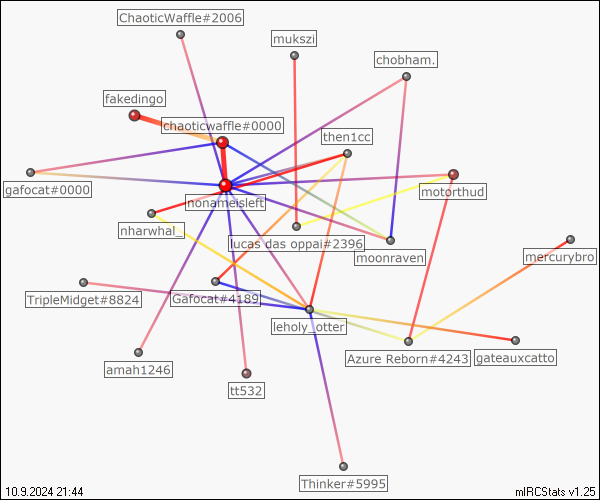 ChaoticWaffle#2006
mukszi
chobham.
fakedingo
chaoticwaffle#0000
then1cc
gafocat#0000
motorthud
nonameisleft
nharwhal_
lucas das oppai#2396
moonraven
mercurybro
TripleMidget#8824
Gafocat#4189
leholy_otter
Azure Reborn#4243
gateauxcatto
amah1246
tt532
Thinker#5995
10.9.2024 21:44
mIRCStats v1.25